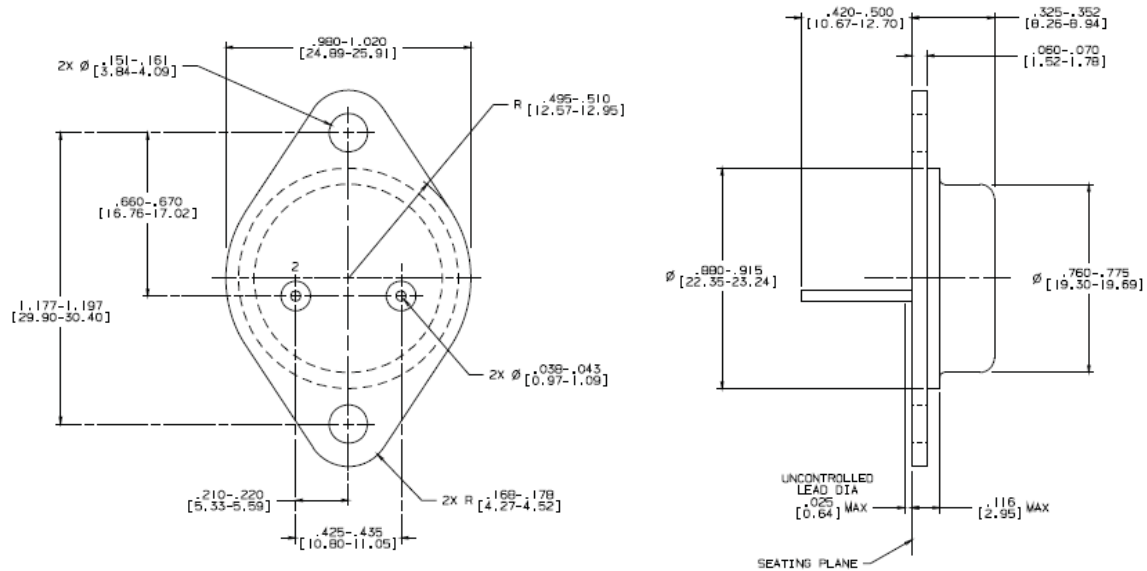 .980-1.020
[24.89-25.91]
2X Ø .151-.161
[3.84-4.09]
R .495-.510
[12.57-12.95]
.660-.670
[16.76-17.02]
2
1.177-1.197
[29.90-30.40]
2X Ø .038-.043
[0.97-1.09]
.210-.220
[5.33-5.59]
2X R .168-.178
[4.27-4.52]
.425-.435
[10.80-11.05]
.420-.500
[10.67-12.70]
.325-.352
[8.26-8.94]
.060-.070
[1.52-1.78]
Ø .880-.915
[22.35-23.24]
Ø .760-.775
[19.30-19.69]
UNCONTROLLED
LEAD DIA
.025
[0.64] MAX
.116
[2.95] MAX
SEATING PLANE